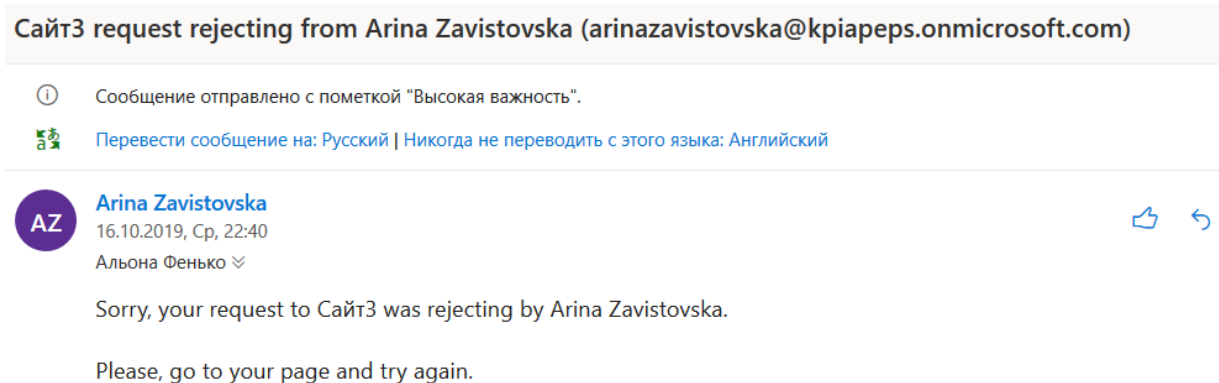 Сайт3 request rejecting from Arina Zavistovska (arinazavistovska@kpiapeps.onmicrosoft.com)
Сообщение отправлено с пометкой "Высокая важность".
Перевести сообщение на: Русский | Никогда не переводить с этого языка: Английский
AZ
Arina Zavistovska
16.10.2019, Ср, 22:40
Альона Фенько
Sorry, your request to Сайт3 was rejecting by Arina Zavistovska.
Please, go to your page and try again.